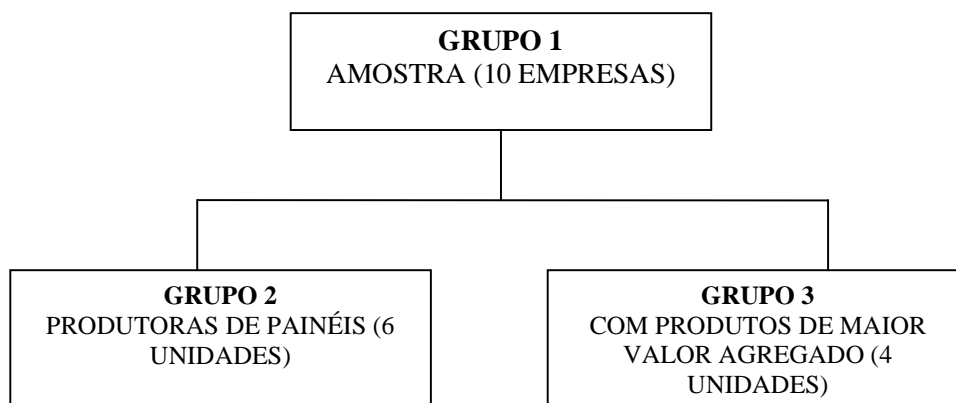 GRUPO 1
AMOSTRA (10 EMPRESAS)
GRUPO 2
PRODUTORAS DE PAINÉIS (6
UNIDADES)
GRUPO 3
COM PRODUTOS DE MAIOR
VALOR AGREGADO (4
UNIDADES)